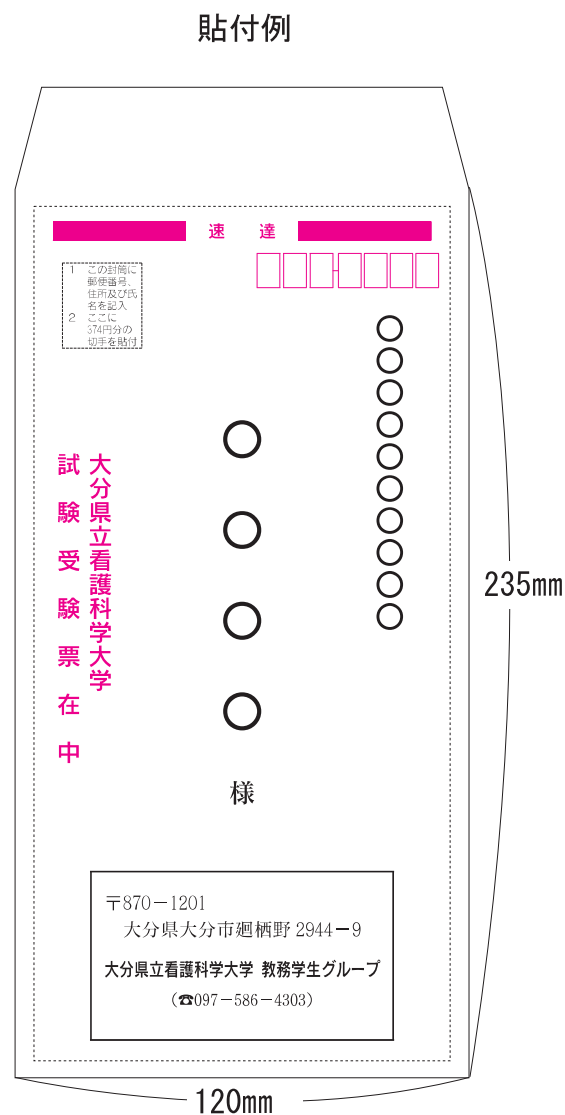 貼付例
速 達
1 この封筒に
郵便番号、
住所及び氏
名を記入
2 ここに
374円分の
切手を貼付
大分県立看護科学大学
試験受験票在中
様
235mm
〒870－1201
大分県大分市廻栖野 2944－9
大分県立看護科学大学 教務学生グループ
（☎097－586－4303）
120mm